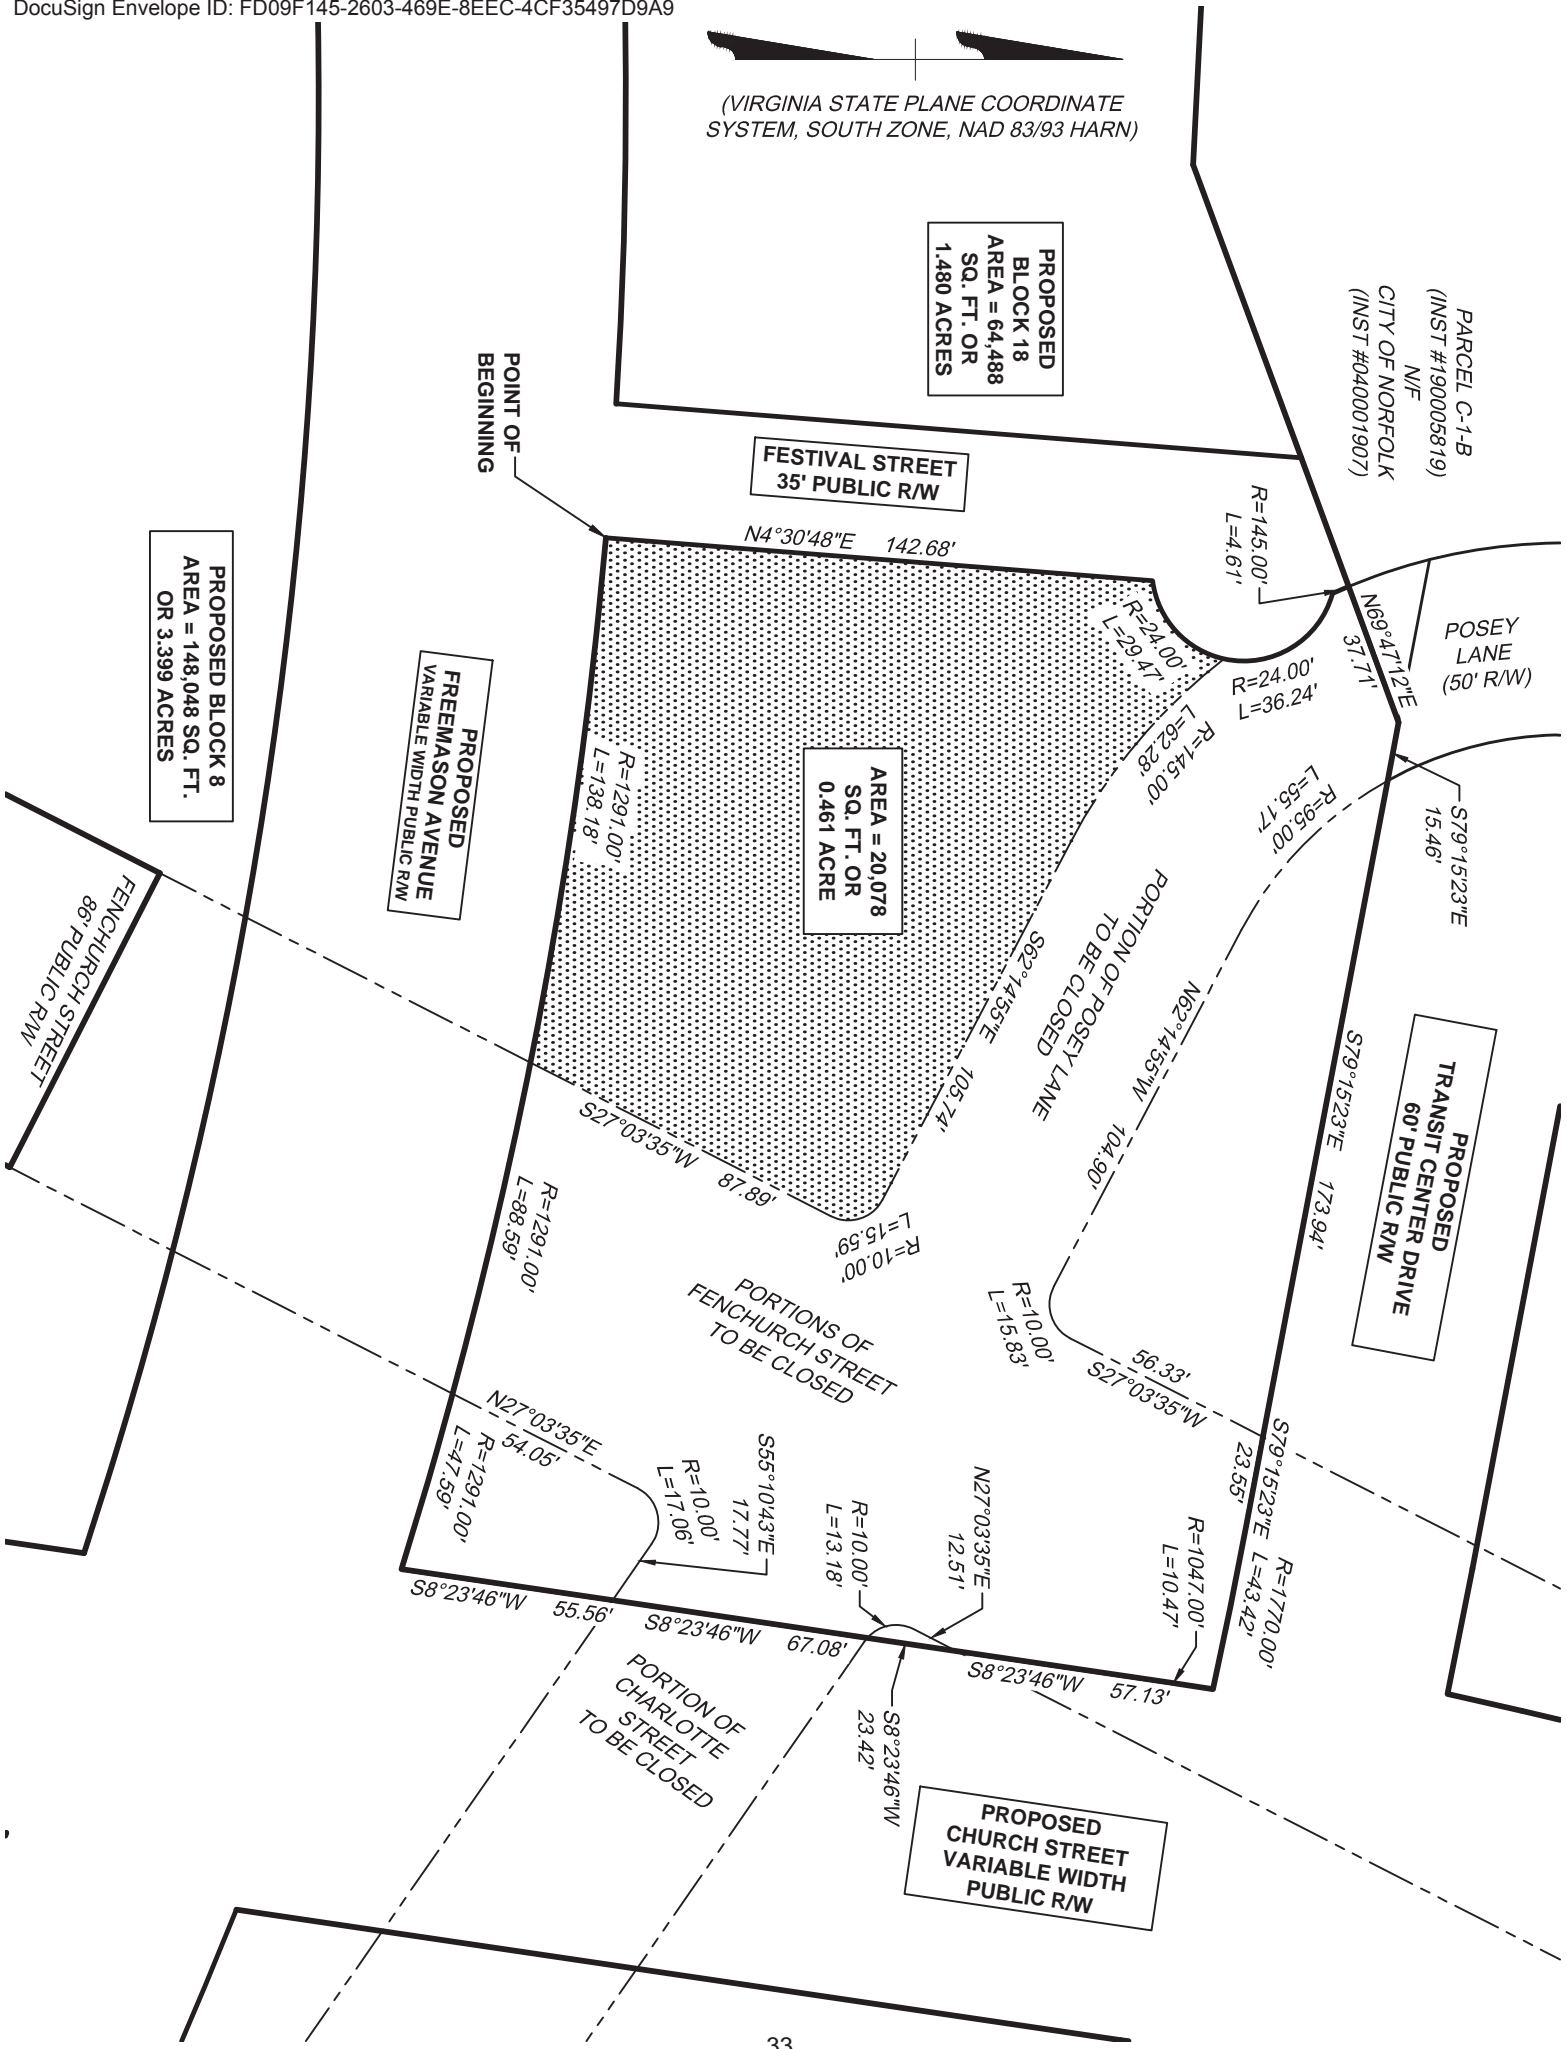 DocuSign Envelope ID: FD09F145-2603-469E-8EEC-4CF35497D9A9
(VIRGINIA STATE PLANE COORDINATE
SYSTEM, SOUTH ZONE, NAD 83/93 HARN)
PROPOSED
BLOCK 18
AREA = 64,488
SQ. FT. OR
1.480 ACRES
PARCEL C-1-B
(INST #190005819)
N/F
CITY OF NORFOLK
(INST #040001907)
POINT OF
BEGINNING
FESTIVAL STREET
35' PUBLIC R/W
N4°30'48"E 142.68'
R=145.00'
L=4.61'
N69°47'12"E
37.71'
POSEY
LANE
(50' R/W)
R=24.00'
L=29.47'
R=24.00'
L=36.24'
R=145.00'
L=62.28'
R=95.00'
L=55.17'
S79°15'23"E
15.46'
PROPOSED BLOCK 8
AREA = 148,048 SQ. FT.
OR 3.399 ACRES
PROPOSED
FREEMASON AVENUE
VARIABLE WIDTH PUBLIC R/W
R=1291.00'
L=138.18'
AREA = 20,078
SQ. FT. OR
0.461 ACRE
PORTION OF POSEY LANE
TO BE CLOSED
S62°14'55"E 105.74'
N62°14'55"W 104.90'
S79°15'23"E 173.94'
PROPOSED
TRANSIT CENTER DRIVE
60' PUBLIC R/W
FENCHURCH STREET
86' PUBLIC R/W
S27°03'35"W 87.89'
R=10.00'
L=15.59'
R=1291.00'
L=88.59'
PORTIONS OF
FENCHURCH STREET
TO BE CLOSED
R=10.00'
L=15.83'
56.33'
S27°03'35"W
N27°03'35"E
54.05'
R=1291.00'
L=47.59'
R=10.00'
L=17.06'
S55°10'43"E
17.77'
R=10.00'
L=13.18'
N27°03'35"E
12.51'
S79°15'23"E
23.55'
R=1770.00'
L=43.42'
R=1047.00'
L=10.47'
S8°23'46"W 55.56'
S8°23'46"W 67.08'
S8°23'46"W 57.13'
S8°23'46"W
23.42'
PORTION OF
CHARLOTTE
STREET
TO BE CLOSED
PROPOSED
CHURCH STREET
VARIABLE WIDTH
PUBLIC R/W
33